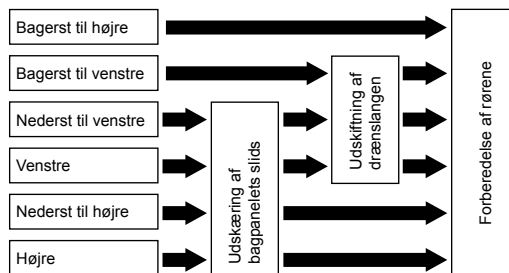 Bagerst til højre
Bagerst til venstre
Nederst til venstre
Venstre
Nederst til højre
Højre
Udskæring af
bagpanelets slids
Udskiftning af
drænslangen
Forberedelse af rørene